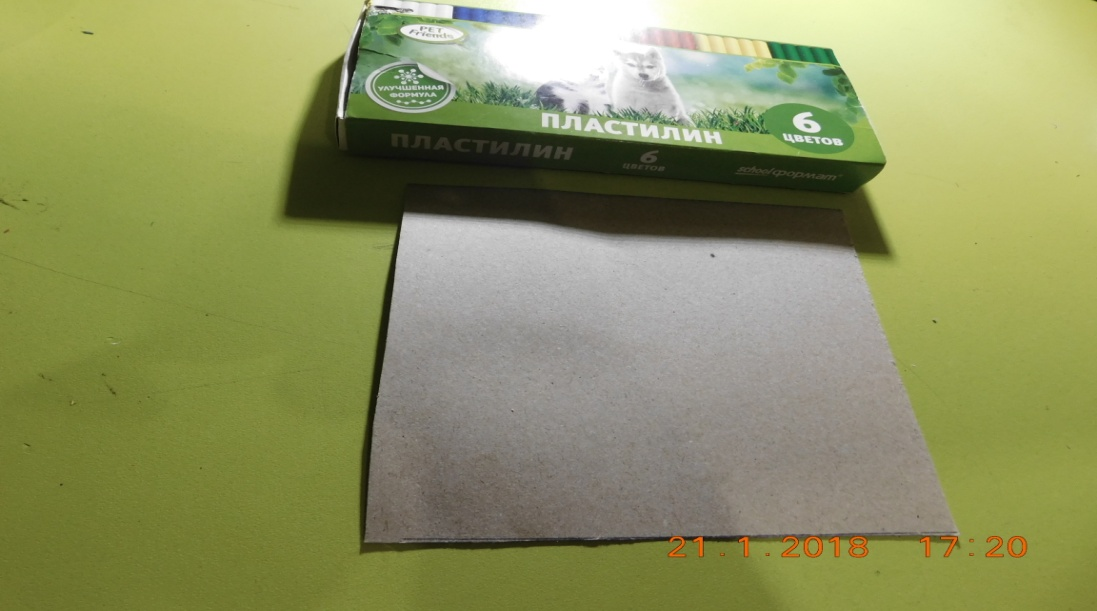 PET
Friends
УЛУЧШЕННАЯ
ФОРМУЛА
ПЛАСТИЛИН
6
ЦВЕТОВ
ПЛАСТИЛИН
6
ЦВЕТОВ
schoolформат
21.1.2018 17:20